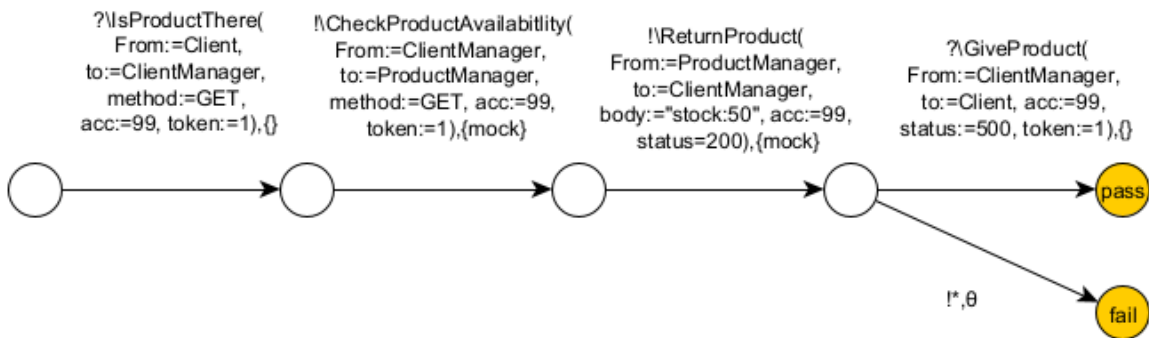 ?\IsProductThere(
From:=Client,
to:=ClientManager,
method:=GET,
acc:=99, token:=1),{}
!\CheckProductAvailabitlity(
From:=ClientManager,
to:=ProductManager,
method:=GET, acc:=99,
token:=1),{mock}
!\ReturnProduct(
From:=ProductManager,
to:=ClientManager,
body:="stock:50", acc:=99,
status=200),{mock}
?\GiveProduct(
From:=ClientManager,
to:=Client, acc:=99,
status:=500, token:=1),{}
pass
!*,θ
fail